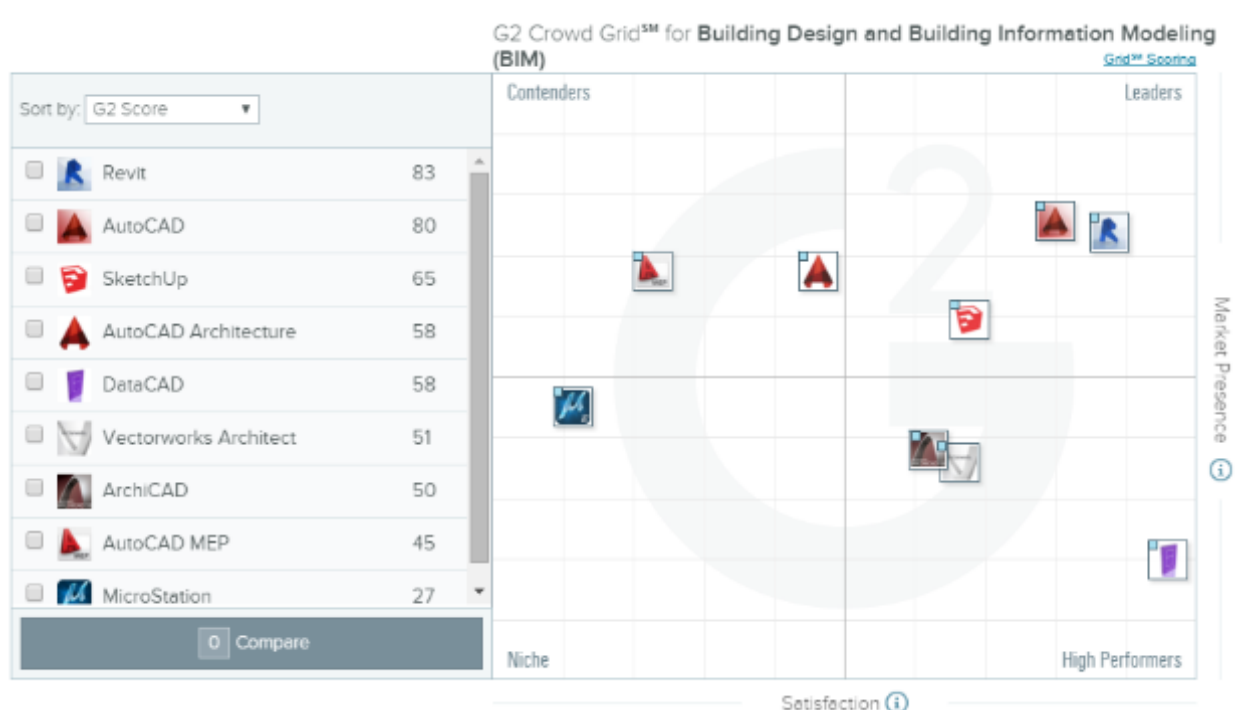 G2 Crowd Grid℠ for Building Design and Building Information Modeling
(BIM)
Grid℠ Scoring
Sort by: G2 Score
Contenders
Leaders
Revit 83
AutoCAD 80
SketchUp 65
AutoCAD Architecture 58
DataCAD 58
Vectorworks Architect 51
ArchiCAD 50
AutoCAD MEP 45
MicroStation 27
0 Compare
MEP
Market Presence
Niche
High Performers
Satisfaction